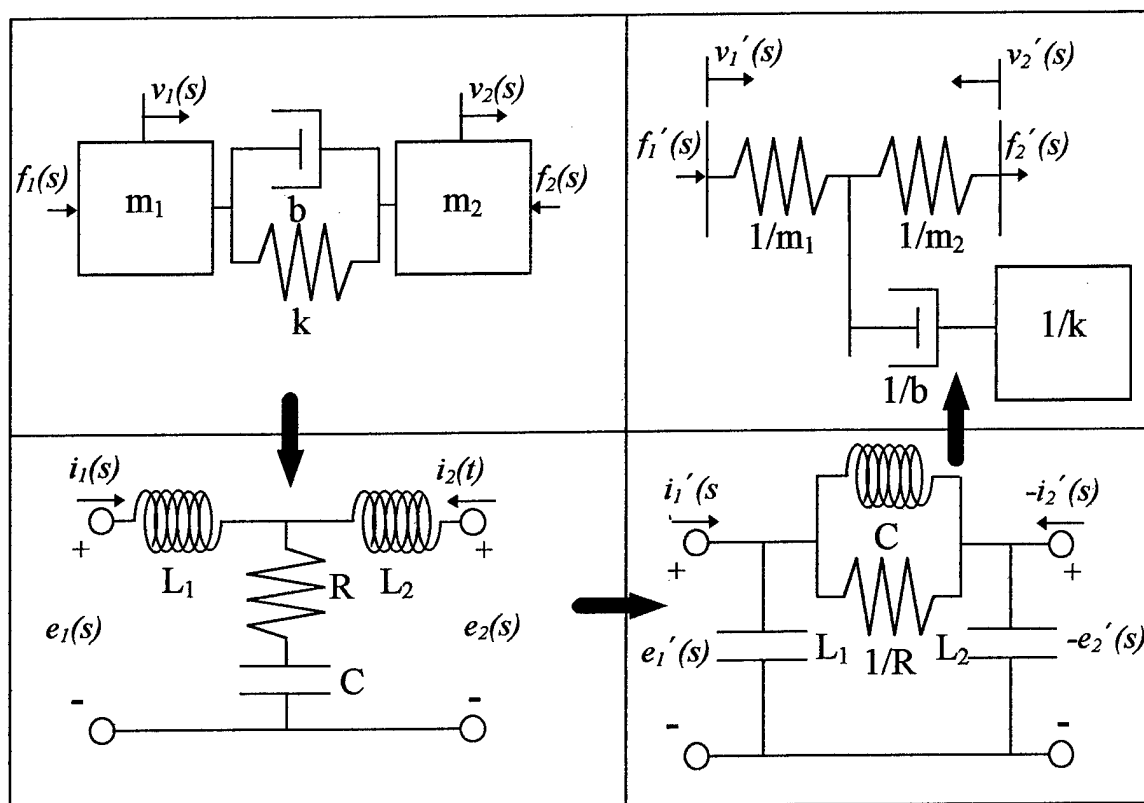 v₁(s)
v₂(s)
f₁(s)
f₂(s)
m₁
m₂
b
k
v₁´(s)
v₂´(s)
f₁´(s)
f₂´(s)
1/m₁
1/m₂
1/k
1/b
i₁(s)
i₂(t)
+
+
L₁
L₂
R
e₁(s)
e₂(s)
C
-
-
i₁´(s
-i₂´(s)
+
+
C
e₁´(s)
L₁
1/R
L₂
-e₂´(s)
-
-